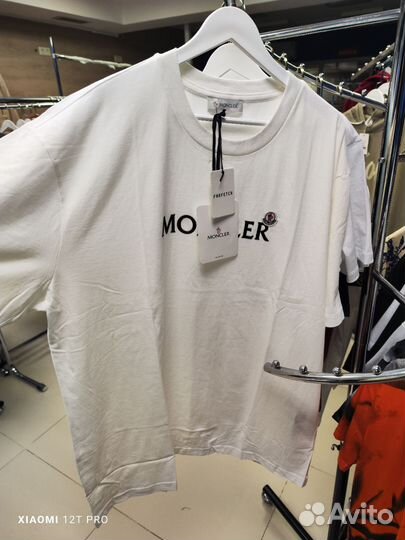 MONCLER
FARFETCH
MONCLER
MO LER
XIAOMI 12T PRO
Avito